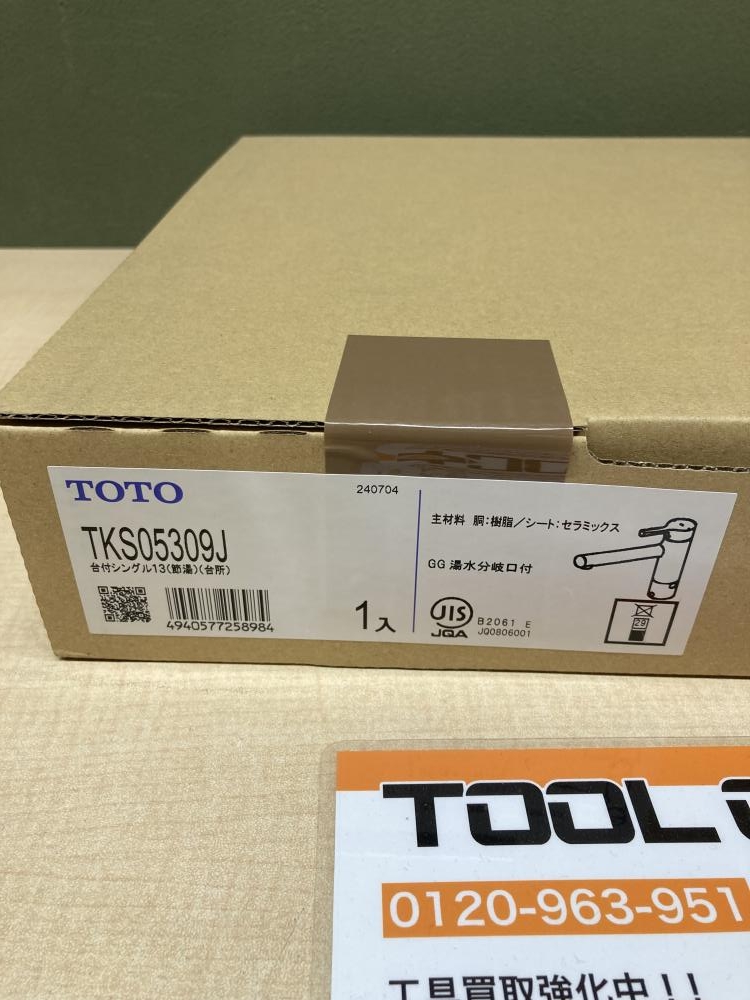 TOTO
240704
TKS05309J
台付シングル13(節湯)(台所)
4940577258984
1入
主材料 胴:樹脂/シート:セラミックス
GG 湯水分岐口付
JIS
JQA
B2061 E
JQ0806001
28
TOOL
0120-963-951
工具買取強化中!!